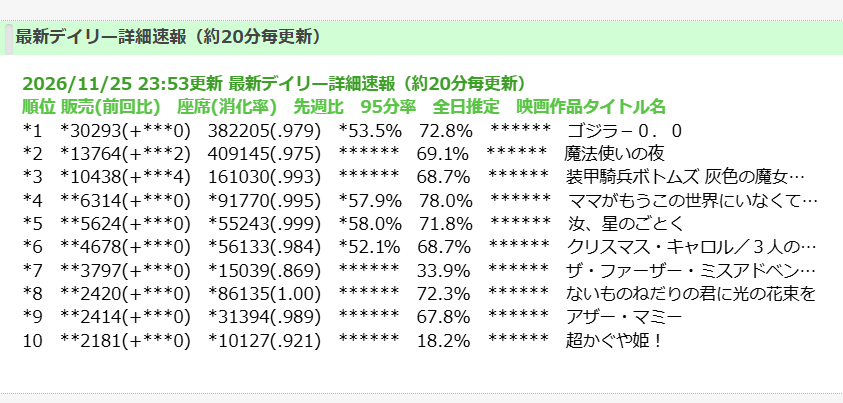 最新デイリー詳細速報（約20分毎更新）
2026/11/25 23:53更新 最新デイリー詳細速報（約20分毎更新）
順位 販売(前回比)　座席(消化率)　先週比　95分率　全日推定　映画作品タイトル名
*1　*30293(+***0)　382205(.979)　*53.5%　72.8%　******　ゴジラ－０．０
*2　*13764(+***2)　409145(.975)　******　69.1%　******　魔法使いの夜
*3　*10438(+***4)　161030(.993)　******　68.7%　******　装甲騎兵ボトムズ 灰色の魔女…
*4　**6314(+***0)　*91770(.995)　*57.9%　78.0%　******　ママがもうこの世界にいなくて…
*5　**5624(+***0)　*55243(.999)　*58.0%　71.8%　******　汝、星のごとく
*6　**4678(+***0)　*56133(.984)　*52.1%　68.7%　******　クリスマス・キャロル／３人の…
*7　**3797(+***0)　*15039(.869)　******　33.9%　******　ザ・ファーザー・ミスアドベン…
*8　**2420(+***0)　*86135(1.00)　******　72.3%　******　ないものねだりの君に光の花束を
*9　**2414(+***0)　*31394(.989)　******　67.8%　******　アザー・マミー
10　**2181(+***0)　*10127(.921)　******　18.2%　******　超かぐや姫！